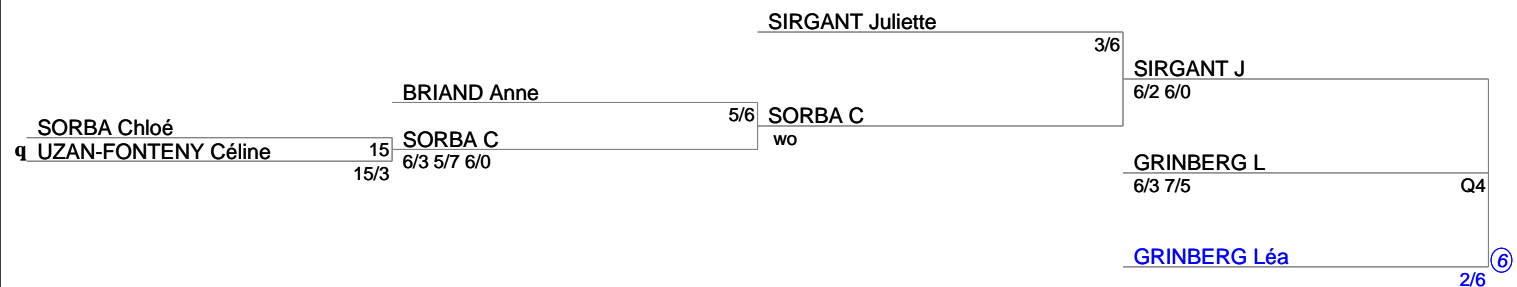 SIRGANT Juliette
3/6
SIRGANT J
6/2 6/0
BRIAND Anne
5/6
SORBA C
wo
SORBA Chloé
q UZAN-FONTENY Céline
15
15/3
SORBA C
6/3 5/7 6/0
GRINBERG L
6/3 7/5
Q4
GRINBERG Léa
6
2/6